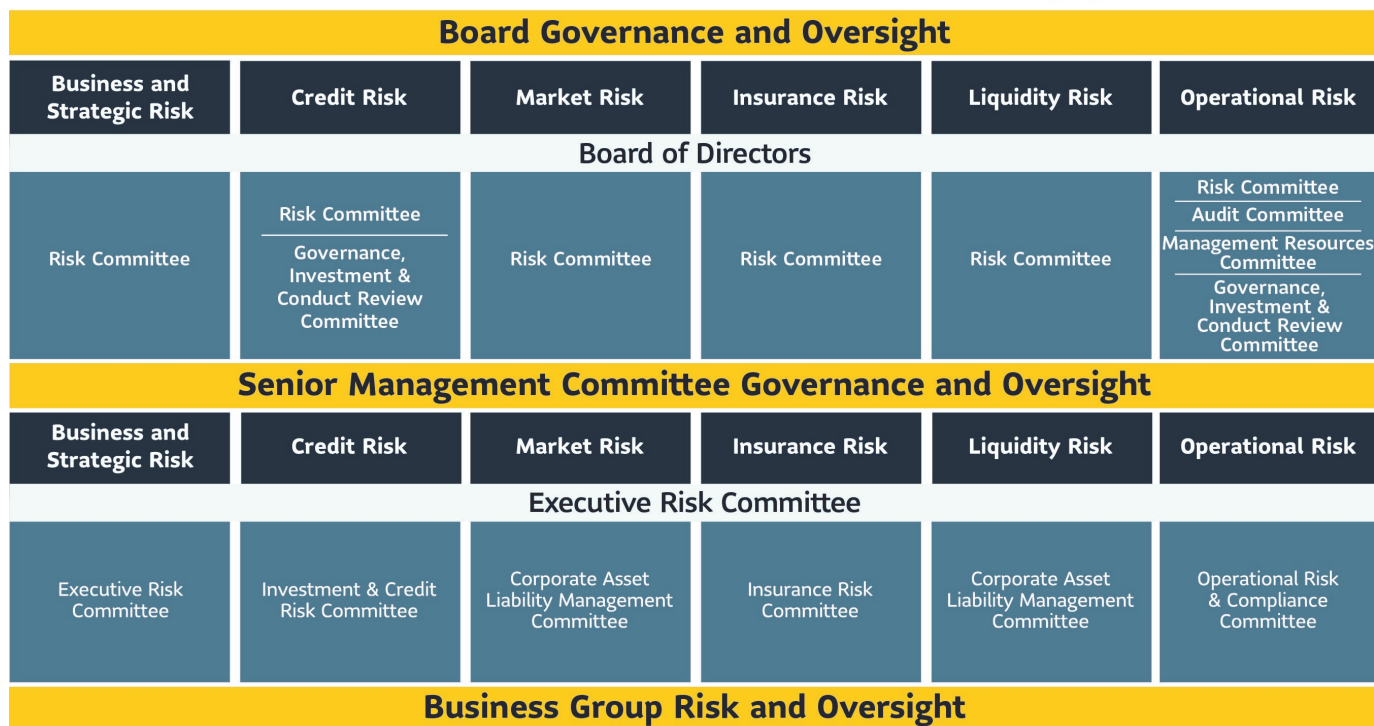 Board Governance and Oversight
Business and
Strategic Risk
Credit Risk
Market Risk
Insurance Risk
Liquidity Risk
Operational Risk
Board of Directors
Risk Committee
Risk Committee
Governance,
Investment &
Conduct Review
Committee
Risk Committee
Risk Committee
Risk Committee
Risk Committee
Audit Committee
Management Resources
Committee
Governance,
Investment &
Conduct Review
Committee
Senior Management Committee Governance and Oversight
Business and
Strategic Risk
Credit Risk
Market Risk
Insurance Risk
Liquidity Risk
Operational Risk
Executive Risk Committee
Executive Risk
Committee
Investment & Credit
Risk Committee
Corporate Asset
Liability Management
Committee
Insurance Risk
Committee
Corporate Asset
Liability Management
Committee
Operational Risk
& Compliance
Committee
Business Group Risk and Oversight